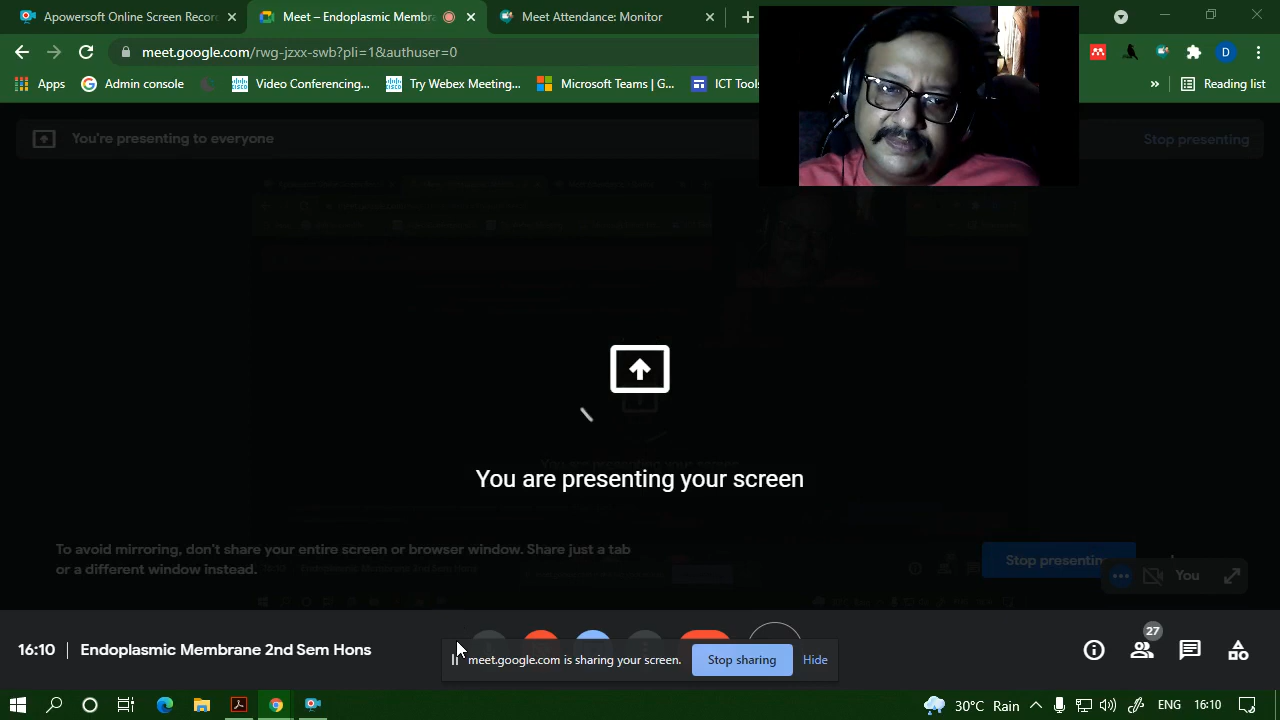 Apowersoft Online Screen Recor
Meet – Endoplasmic Membra
Meet Attendance: Monitor
meet.google.com/rwg-jzxx-swb?pli=1&authuser=0
D
Apps
Admin console
Video Conferencing...
Try Webex Meeting...
Microsoft Teams | G...
ICT Tools
»
Reading list
You're presenting to everyone
Stop presenting
You are presenting your screen
To avoid mirroring, don't share your entire screen or browser window. Share just a tab
or a different window instead.
Stop presenting
You
16:10 | Endoplasmic Membrane 2nd Sem Hons
meet.google.com is sharing your screen.
Stop sharing
Hide
27
30°C Rain
ENG
16:10